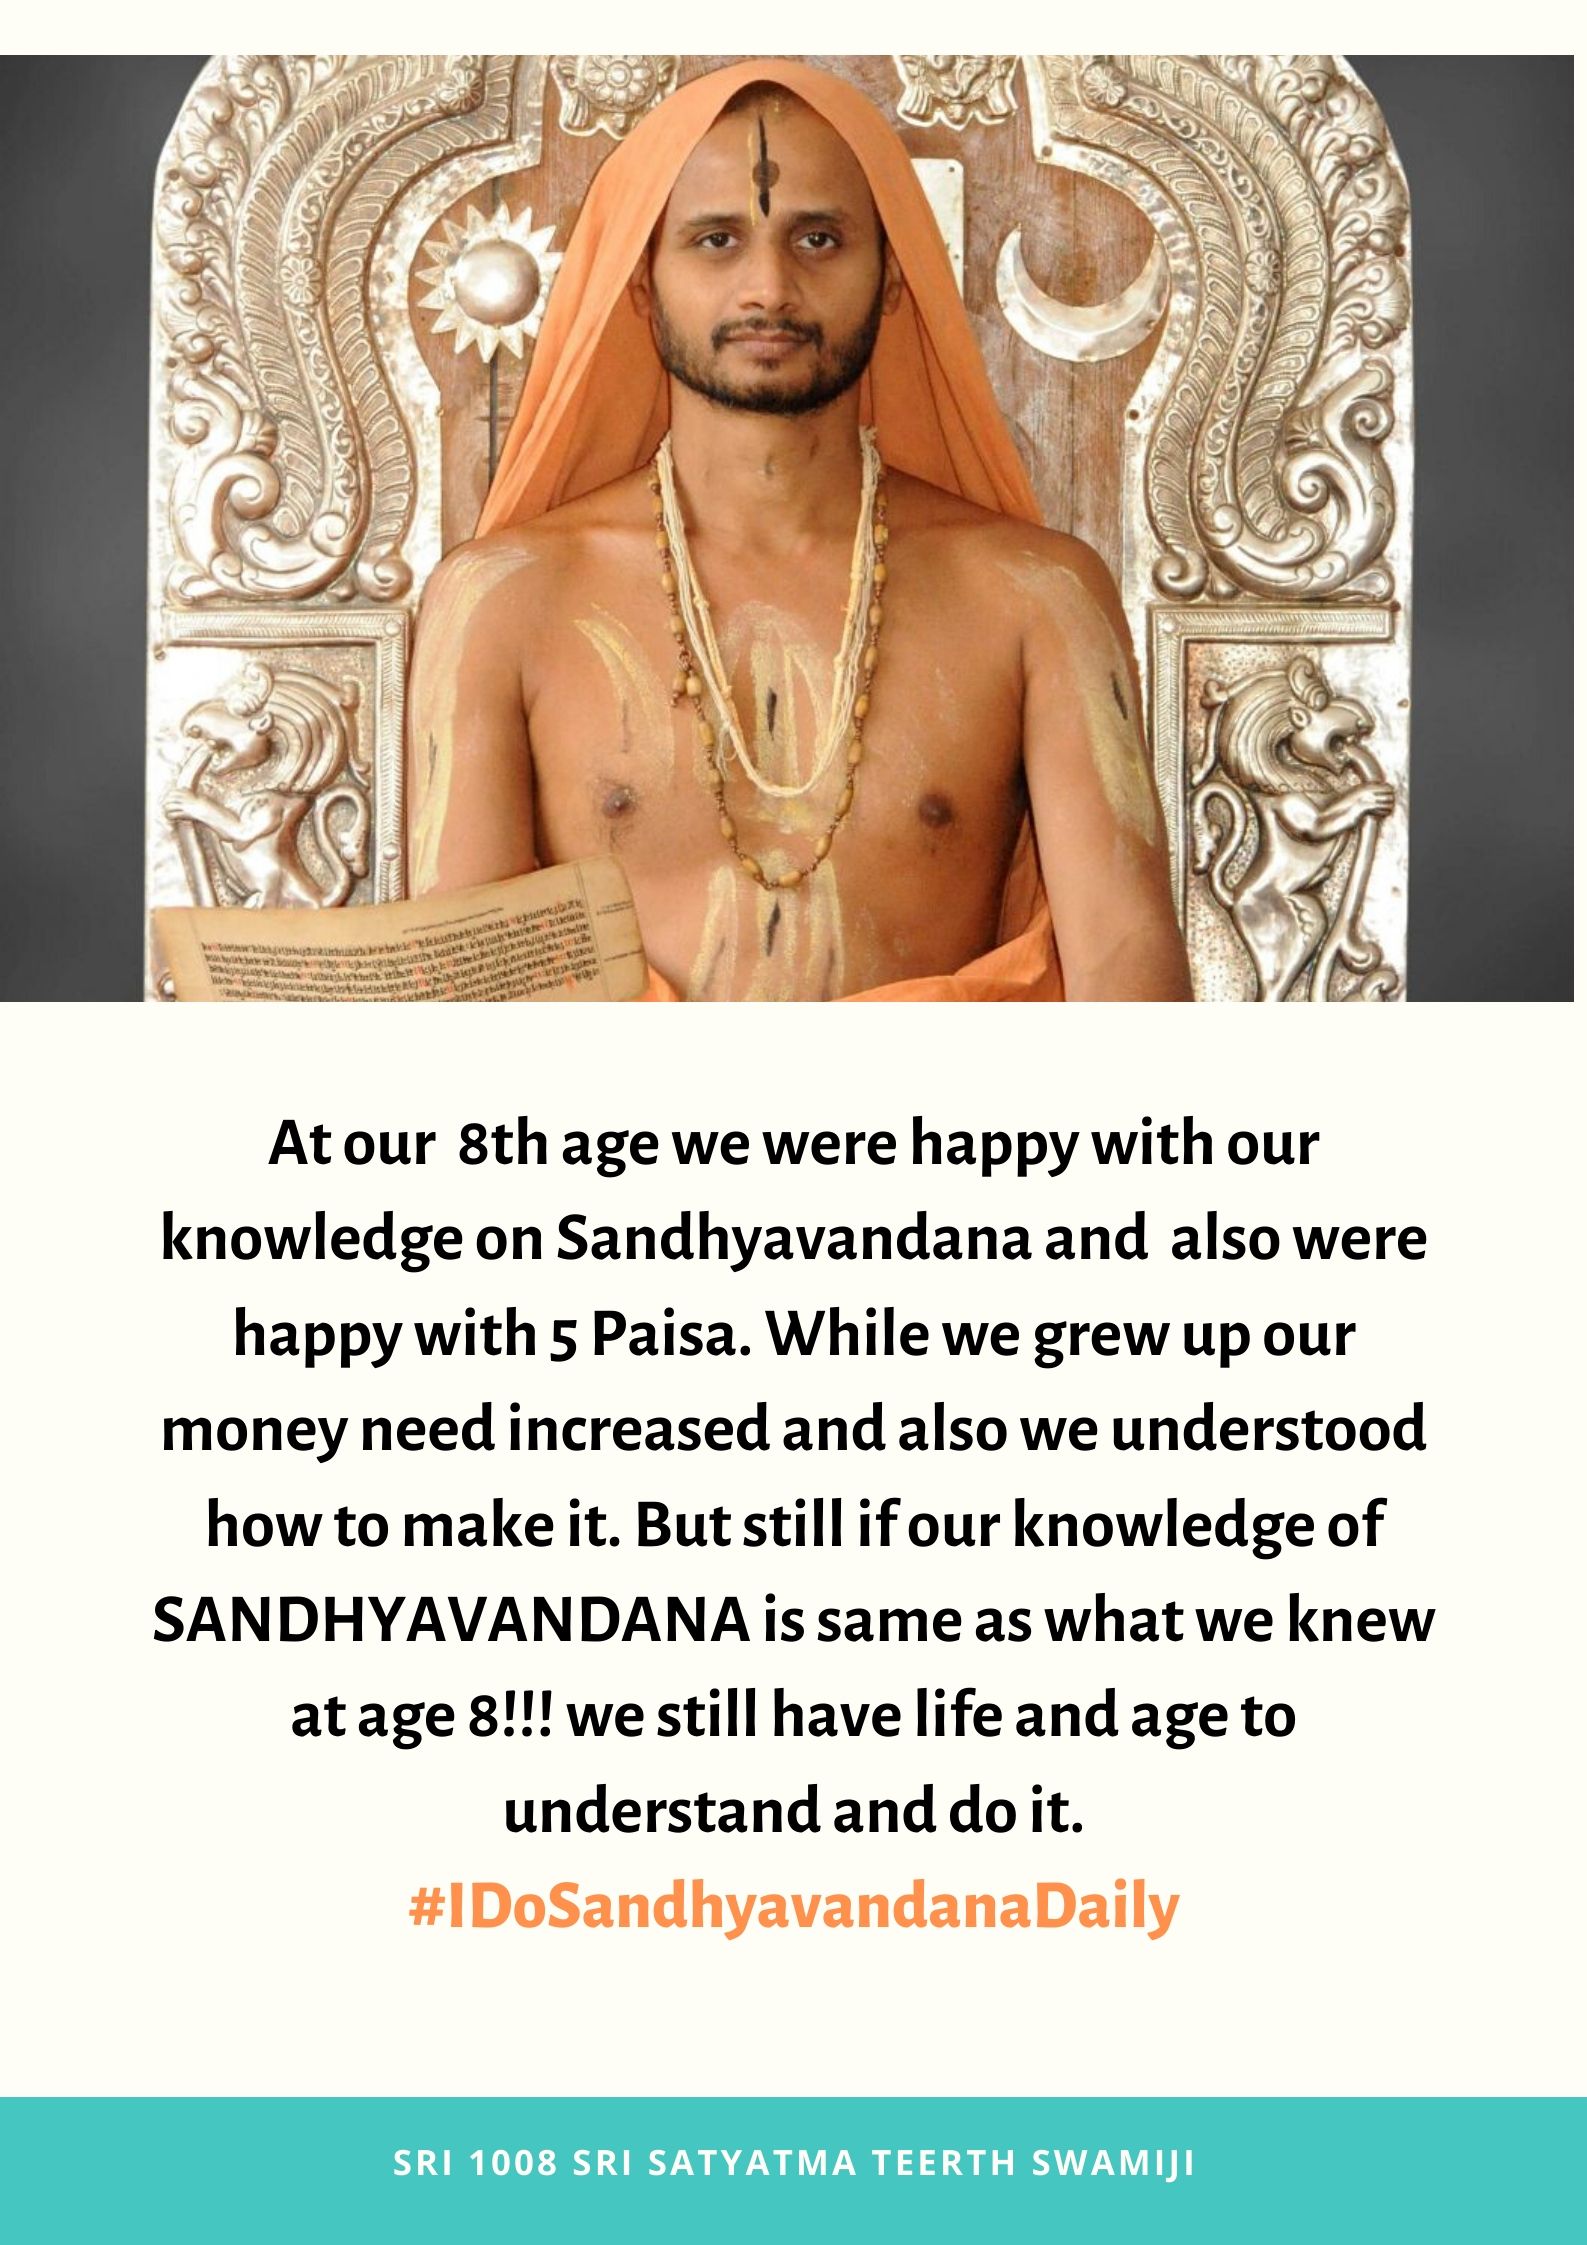 At our  8th age we were happy with our
knowledge on Sandhyavandana and  also were
happy with 5 Paisa. While we grew up our
money need increased and also we understood
how to make it. But still if our knowledge of
SANDHYAVANDANA is same as what we knew
at age 8!!! we still have life and age to
understand and do it.
#IDoSandhyavandanaDaily
SRI 1008 SRI SATYATMA TEERTH SWAMIJI